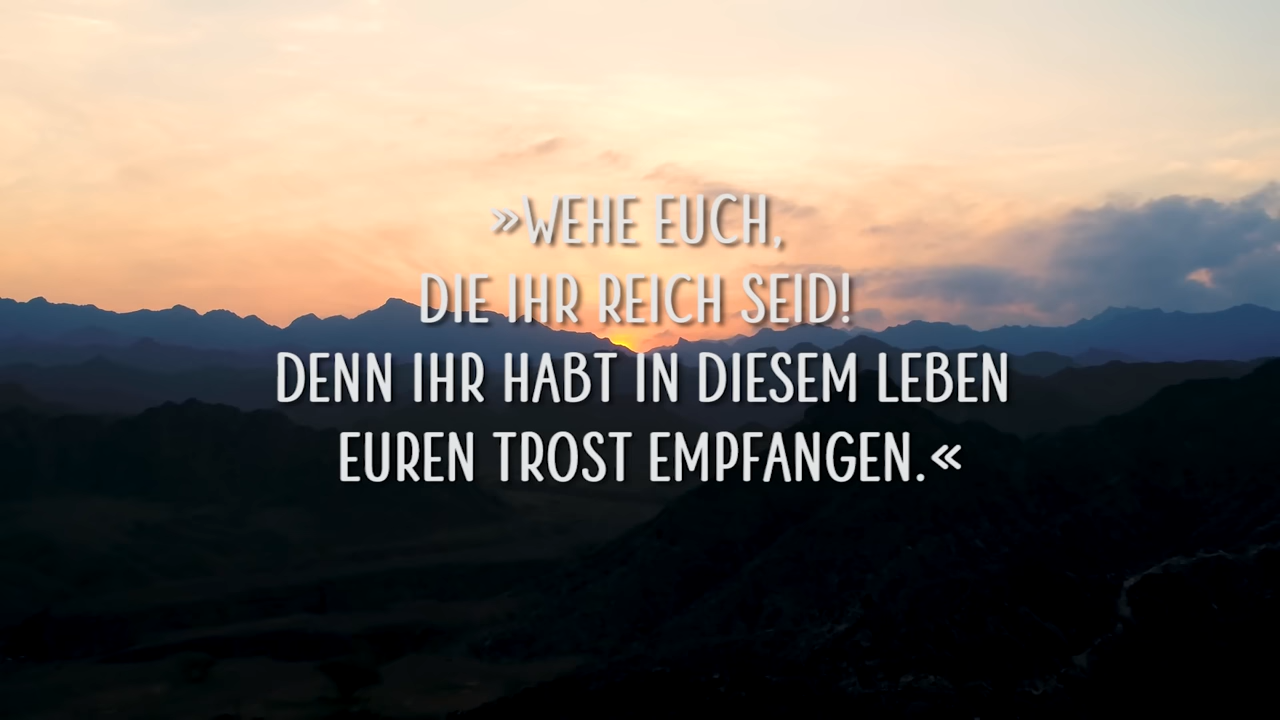 »WEHE EUCH,
DIE IHR REICH SEID!
DENN IHR HABT IN DIESEM LEBEN
EUREN TROST EMPFANGEN.«